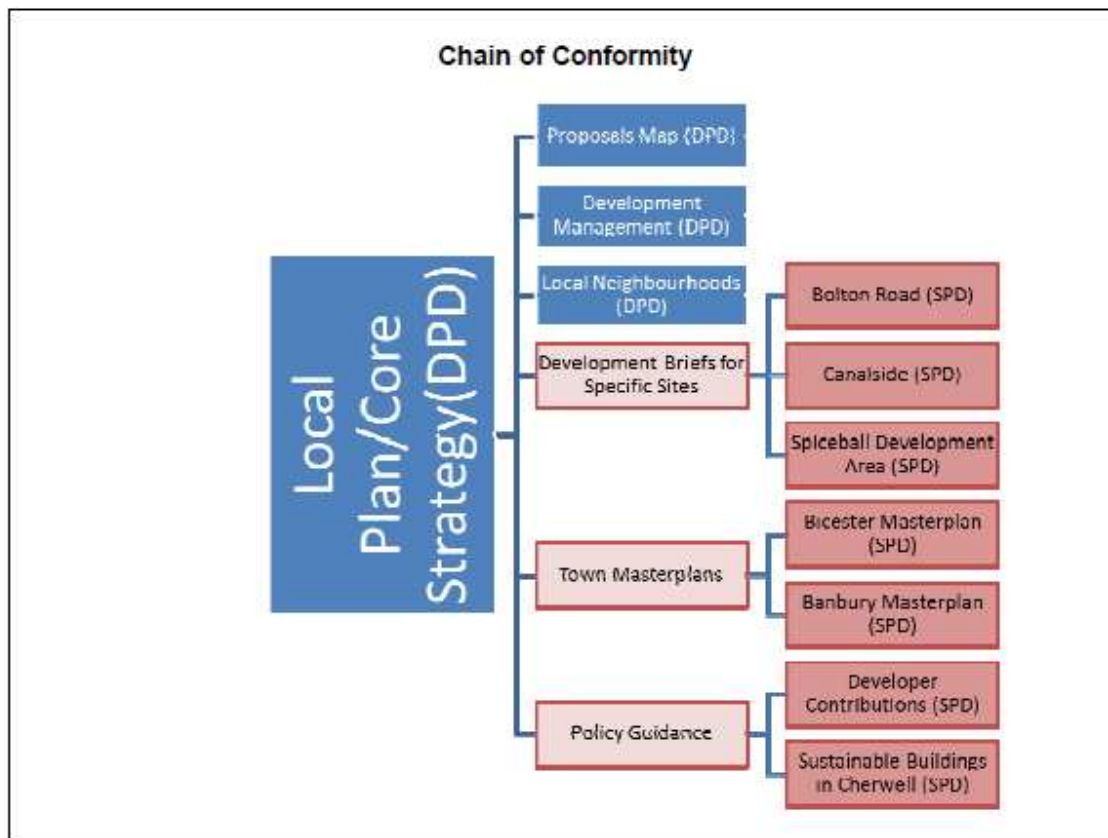 Chain of Conformity
Local
Plan/Core
Strategy(DPD)
Proposals Map (DPD)
Development
Management (DPD)
Local Neighbourhoods
(DPD)
Development Briefs for
Specific Sites
Town Masterplans
Policy Guidance
Bolton Road (SPD)
Canalside (SPD)
Spiceball Development
Area (SPD)
Bicester Masterplan
(SPD)
Banbury Masterplan
(SPD)
Developer
Contributions (SPD)
Sustainable Buildings
in Cherwell (SPD)